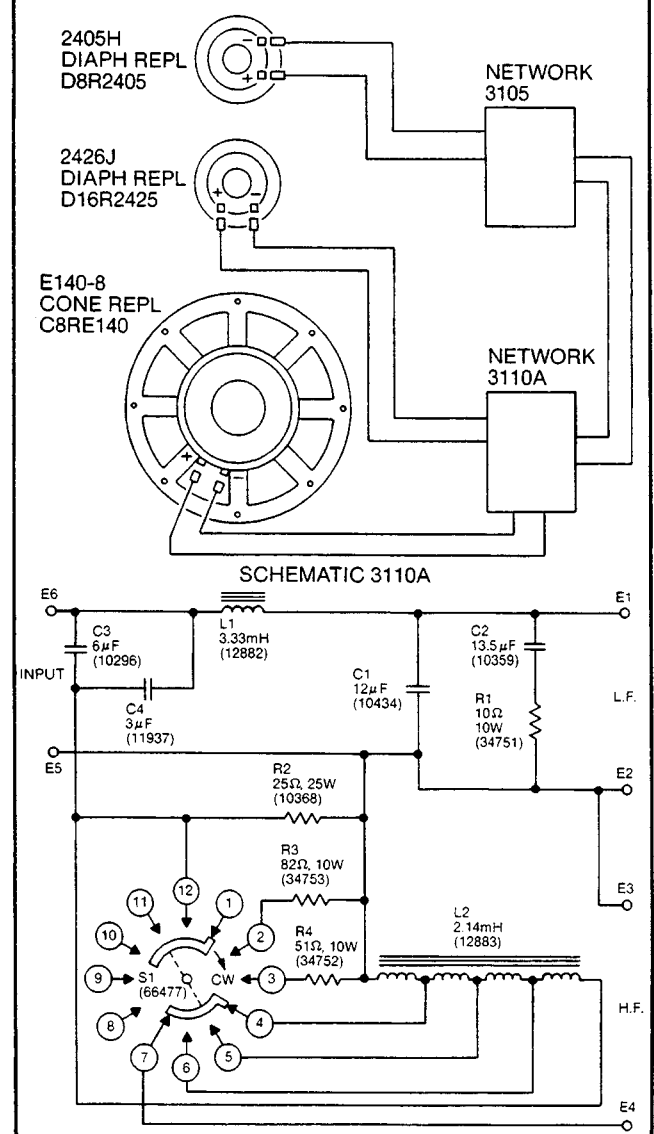 2405H
DIAPH REPL
D8R2405
−
+
NETWORK
3105
2426J
DIAPH REPL
D16R2425
+ −
E140-8
CONE REPL
C8RE140
+
−
NETWORK
3110A
SCHEMATIC 3110A
E6
E1
C3
6µF
(10296)
L1
3.33mH
(12882)
C2
13.5µF
(10359)
INPUT
C1
12µF
(10434)
C4
3µF
(11937)
R1
10Ω
10W
(34751)
L.F.
E5
R2
25Ω, 25W
(10368)
E2
R3
82Ω, 10W
(34753)
E3
R4
51Ω, 10W
(34752)
L2
2.14mH
(12883)
12
11
1
10
2
9
S1
(66477)
CW
3
8
4
7
6
5
H.F.
E4